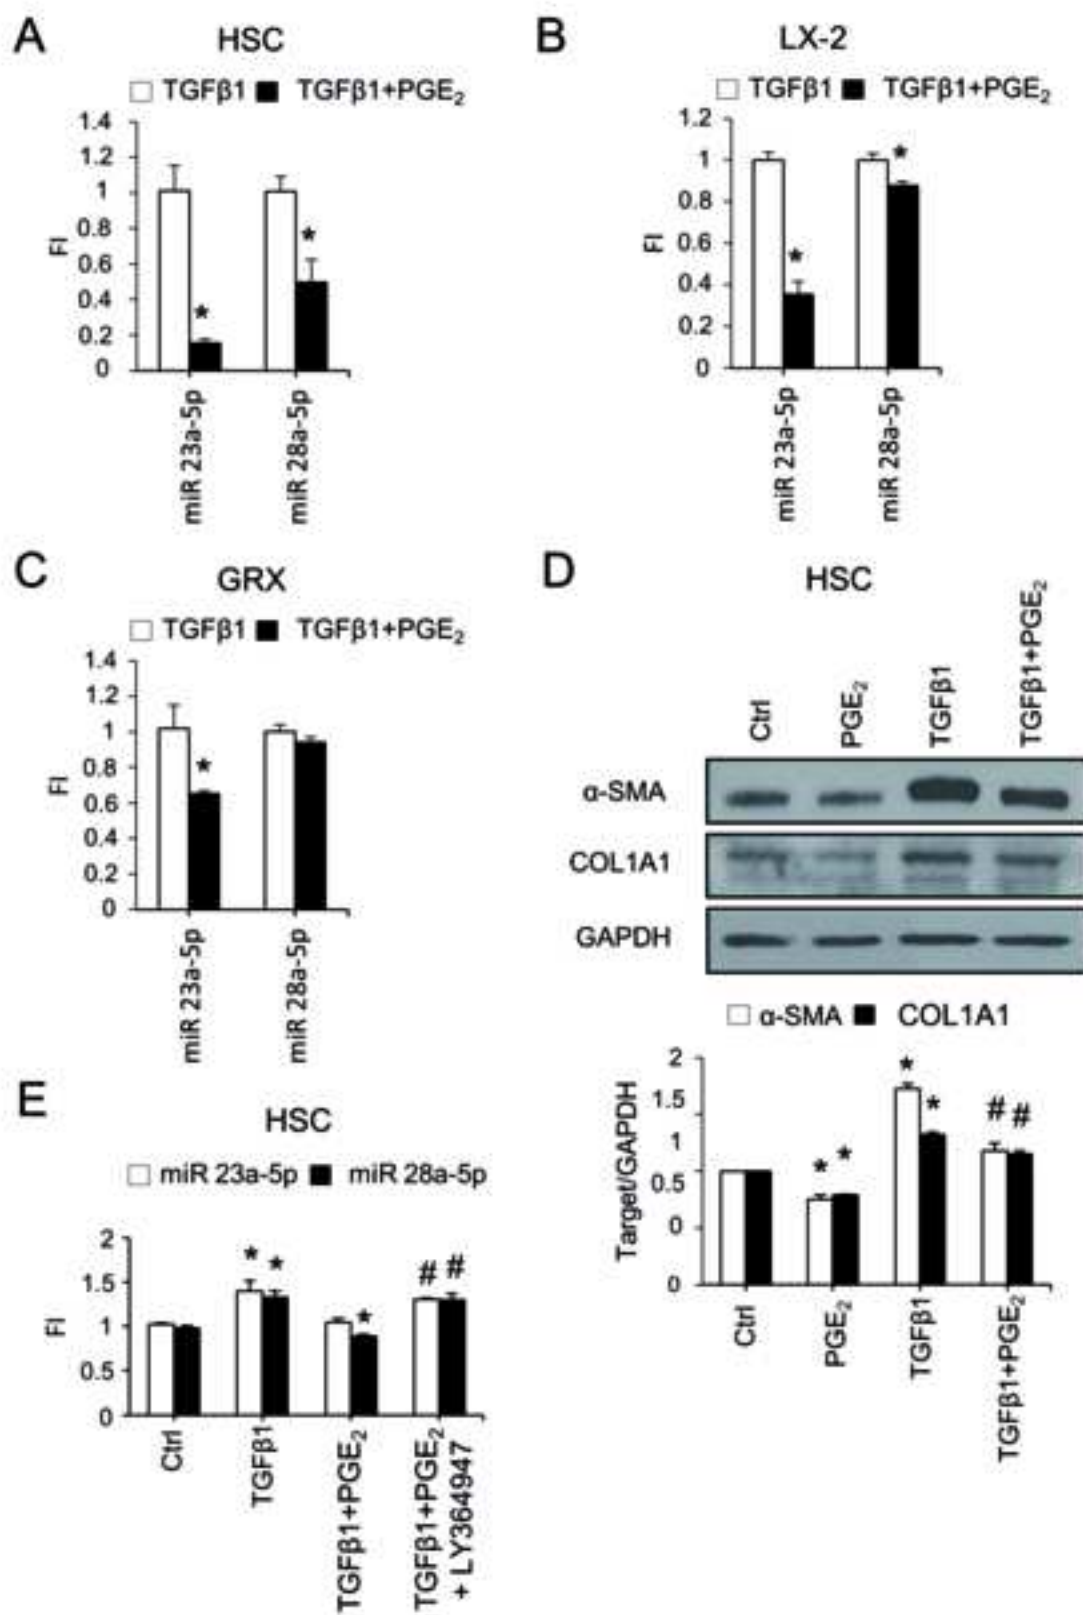 A
HSC
TGFβ1 TGFβ1+PGE₂
1.4
1.2
1
0.8
0.6
0.4
0.2
0
FI
*
*
miR 23a-5p
miR 28a-5p
B
LX-2
TGFβ1 TGFβ1+PGE₂
1.2
1
0.8
0.6
0.4
0.2
0
FI
*
*
miR 23a-5p
miR 28a-5p
C
GRX
TGFβ1 TGFβ1+PGE₂
1.4
1.2
1
0.8
0.6
0.4
0.2
0
FI
*
miR 23a-5p
miR 28a-5p
D
HSC
Ctrl
PGE₂
TGFβ1
TGFβ1+PGE₂
α-SMA
COL1A1
GAPDH
α-SMA COL1A1
2
1.5
1
0.5
0
0
Target/GAPDH
* *
* *
# #
Ctrl
PGE₂
TGFβ1
TGFβ1+PGE₂
E
HSC
miR 23a-5p miR 28a-5p
2
1.5
1
0.5
0
FI
* *
*
# #
Ctrl
TGFβ1
TGFβ1+PGE₂
TGFβ1+PGE₂
+ LY364947